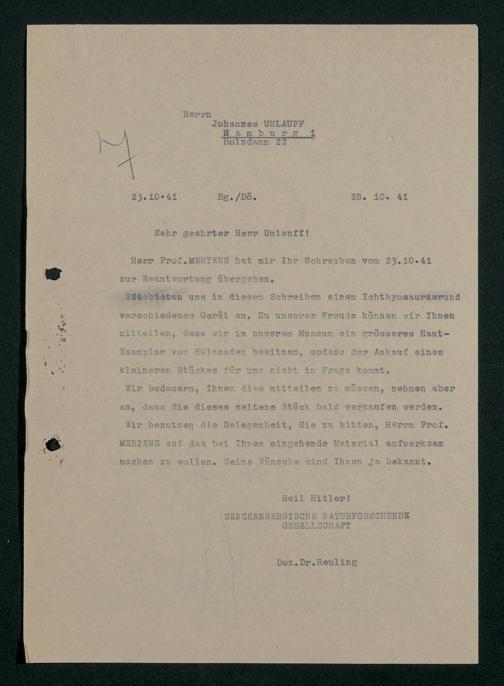 Herrn
Johannes UMLAUFF
H a m b u r g 1
Holzdamm 22
23.10.41 Rg./Dö. 28. 10. 41
Sehr geehrter Herr Umlauff!
Herr Prof.MERTENS hat mir Ihr Schreiben vom 23.10.41
zur Beantwortung übergeben.
uns in diesem Schreiben einen Ichthyosaurus und
verschiedenes Gerät an. Zu unserer Freude können wir Ihnen
mitteilen, dass wir in unserem Museum ein grösseres Haut-
Exemplar von Holzmaden besitzen, sodass der Ankauf eines
kleineren Stückes für uns nicht in Frage kommt.
Wir bedauern, Ihnen dies mitteilen zu müssen, nehmen aber
an, dass Sie dieses seltene Stück bald verkaufen werden.
Wir benutzen die Gelegenheit, Sie zu bitten, Herrn Prof.
MERTENS auf das bei Ihnen eingehende Material aufmerksam
machen zu wollen. Seine Wünsche sind Ihnen ja bekannt.
Heil Hitler!
SENCKENBERGISCHE NATURFORSCHENDE
GESELLSCHAFT
Doz.Dr.Reuling